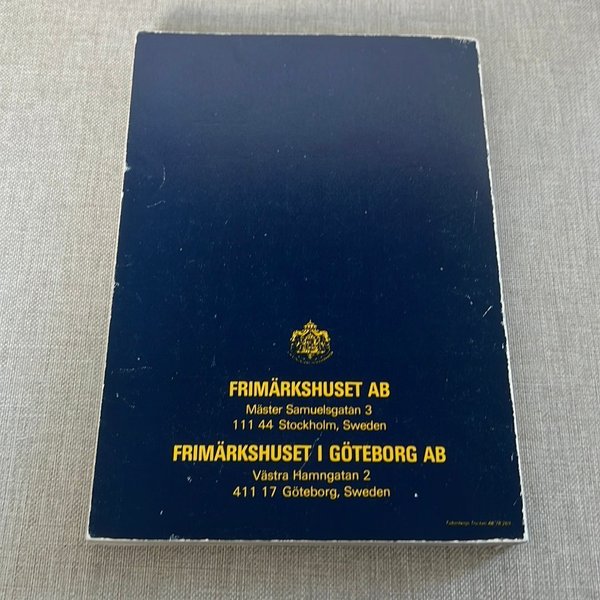 FRIMÄRKSHUSET AB
Mäster Samuelsgatan 3
111 44 Stockholm, Sweden
FRIMÄRKSHUSET I GÖTEBORG AB
Västra Hamngatan 2
411 17 Göteborg, Sweden